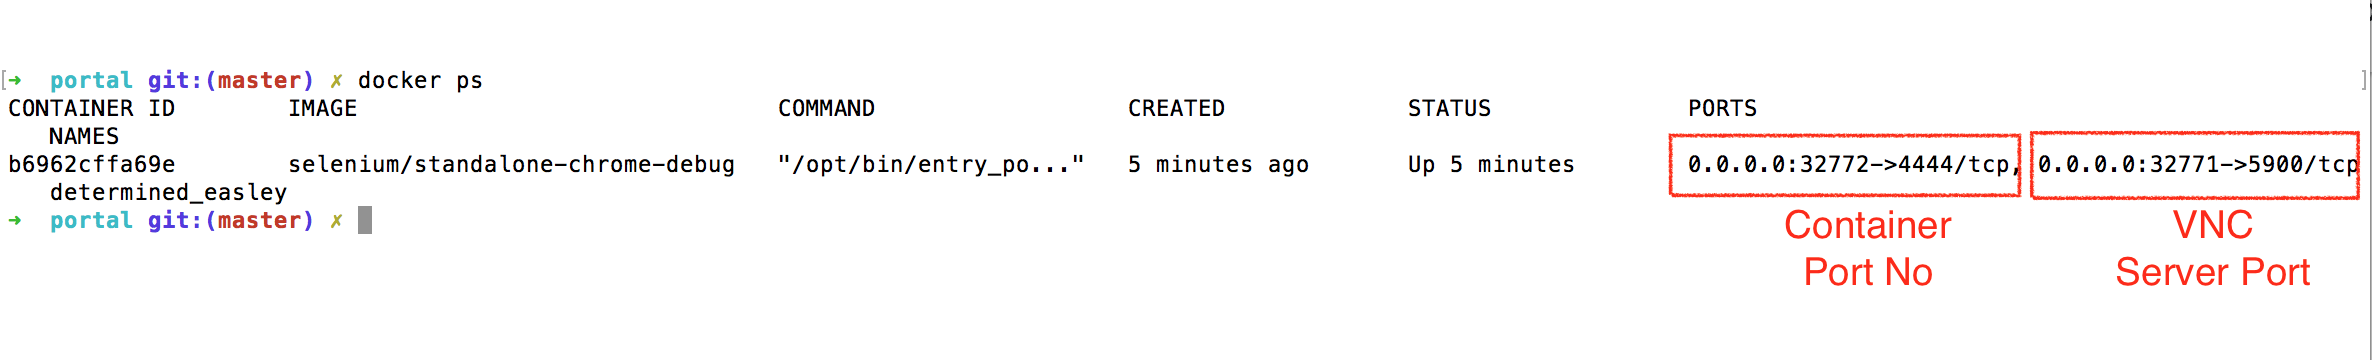 [➜  portal git:(master) ✗ docker ps ]
CONTAINER ID        IMAGE                              COMMAND                  CREATED             STATUS              PORTS
   NAMES
b6962cffa69e        selenium/standalone-chrome-debug   "/opt/bin/entry_po..."   5 minutes ago       Up 5 minutes        0.0.0.0:32772->4444/tcp, 0.0.0.0:32771->5900/tcp
   determined_easley
➜  portal git:(master) ✗
Container
Port No
VNC
Server Port